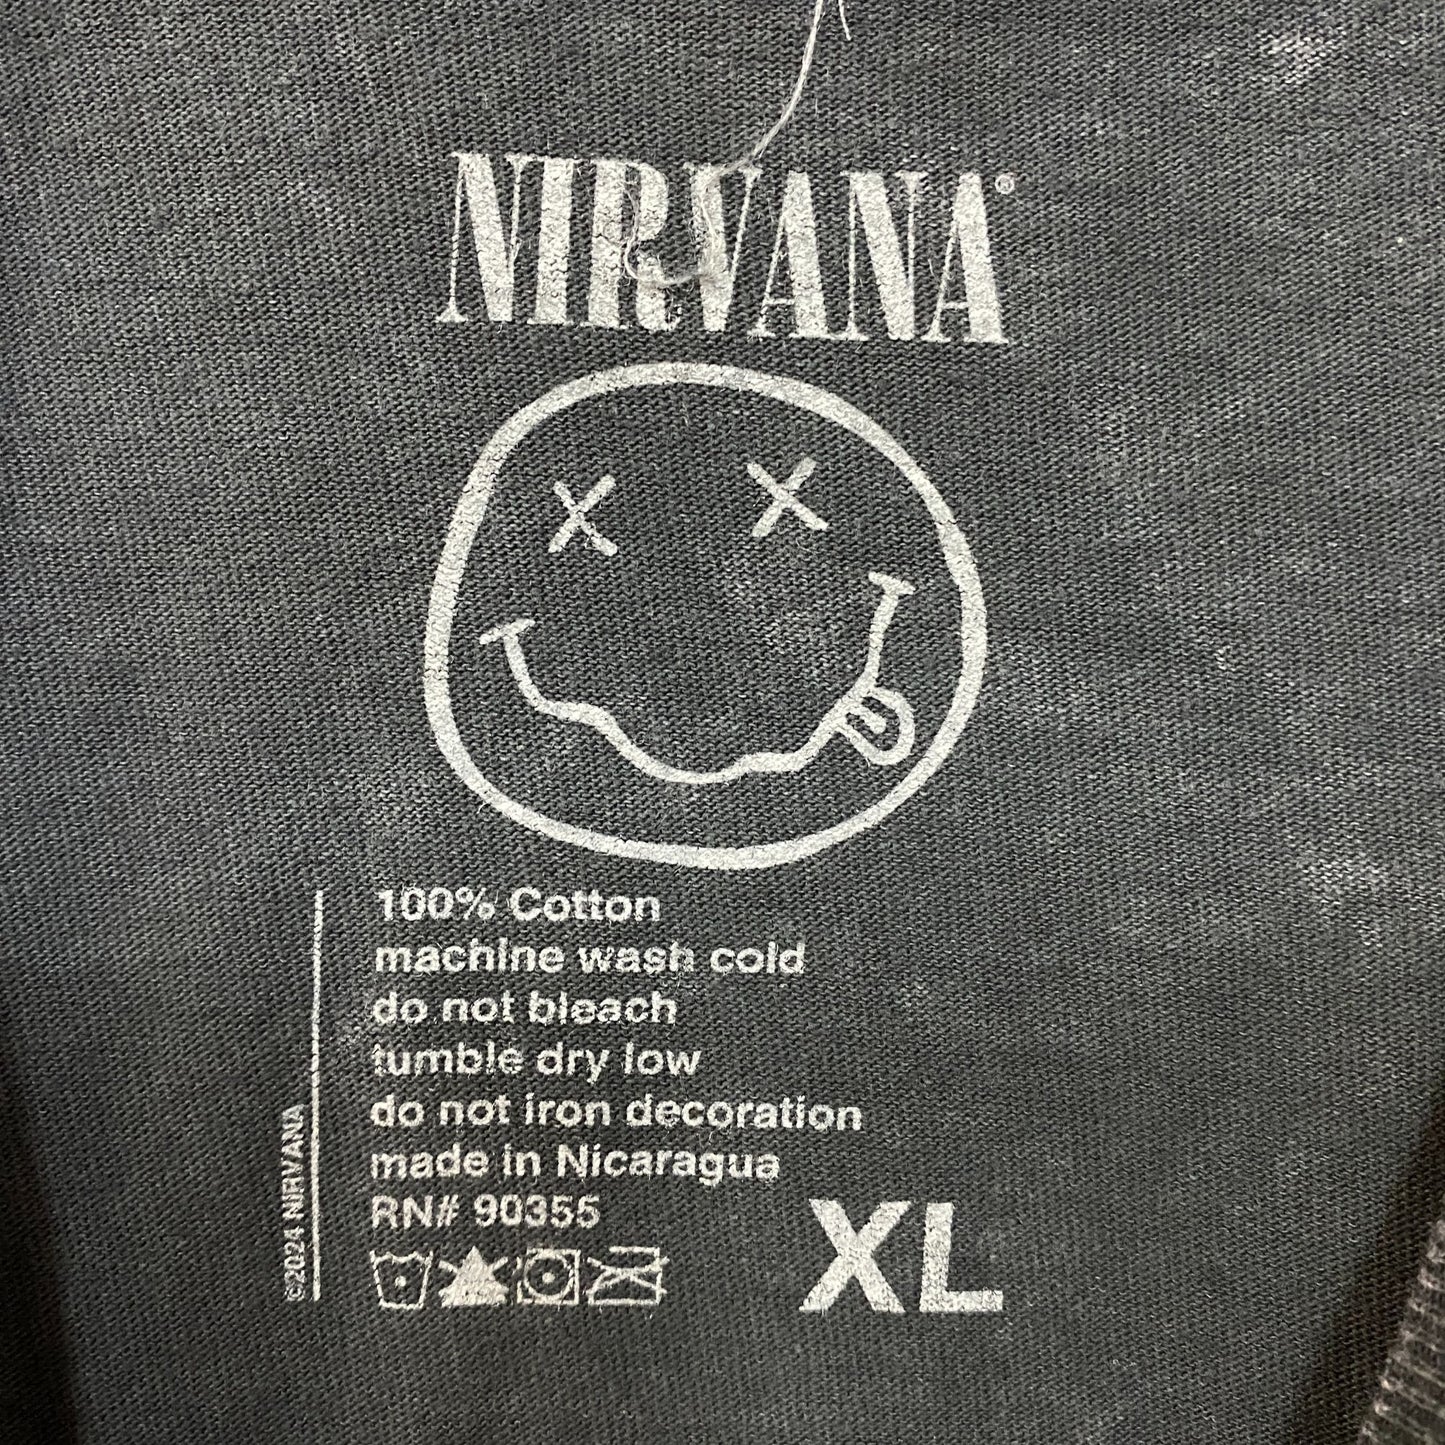 NIRVANA®
100% Cotton
machine wash cold
do not bleach
tumble dry low
do not iron decoration
made in Nicaragua
RN# 90355
XL
©2024 NIRVANA